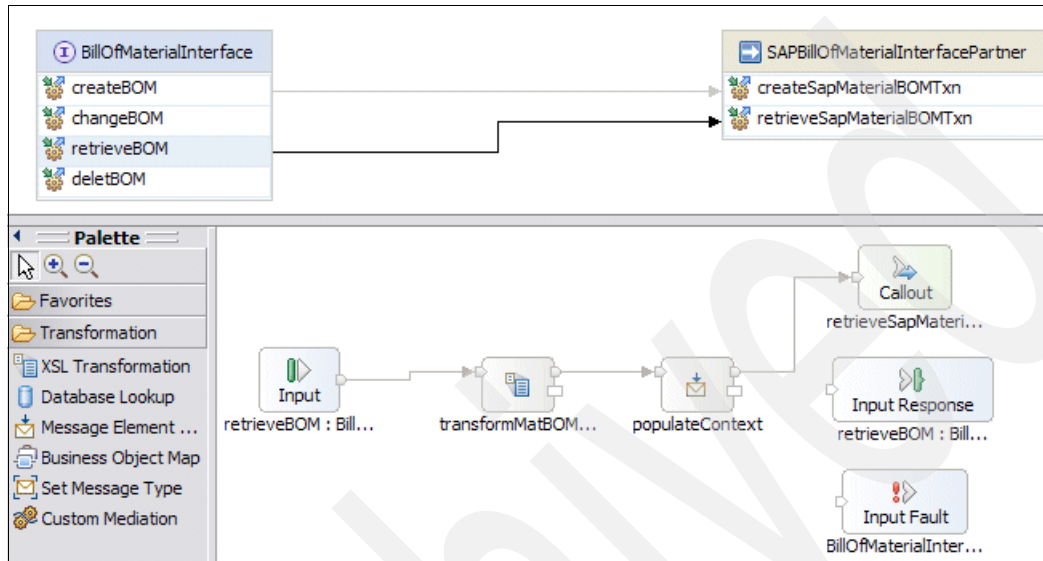 BillOfMaterialInterface
createBOM
changeBOM
retrieveBOM
deletBOM
SAPBillOfMaterialInterfacePartner
createSapMaterialBOMTxn
retrieveSapMaterialBOMTxn
Palette
Favorites
Transformation
XSL Transformation
Database Lookup
Message Element ...
Business Object Map
Set Message Type
Custom Mediation
Input
retrieveBOM : Bill...
transformMatBOM...
populateContext
Callout
retrieveSapMateri...
Input Response
retrieveBOM : Bill...
Input Fault
BillOfMaterialInter...